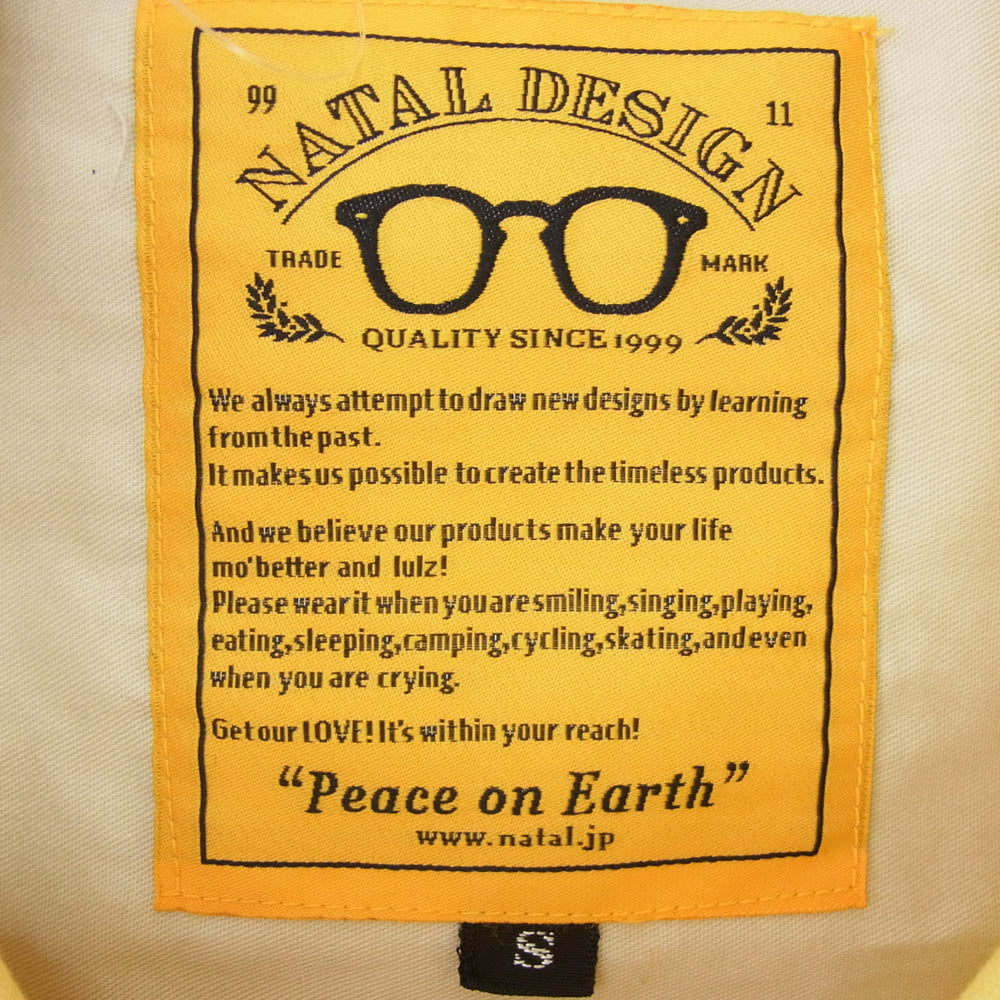 99 NATAL DESIGN 11
TRADE MARK
QUALITY SINCE 1999
We always attempt to draw new designs by learning
from the past.
It makes us possible to create the timeless products.
And we believe our products make your life
mo' better and lulz!
Please wear it when you are smiling, singing, playing,
eating, sleeping, camping, cycling, skating, and even
when you are crying.
Get our LOVE! It's within your reach!
“Peace on Earth”
www.natal.jp
S